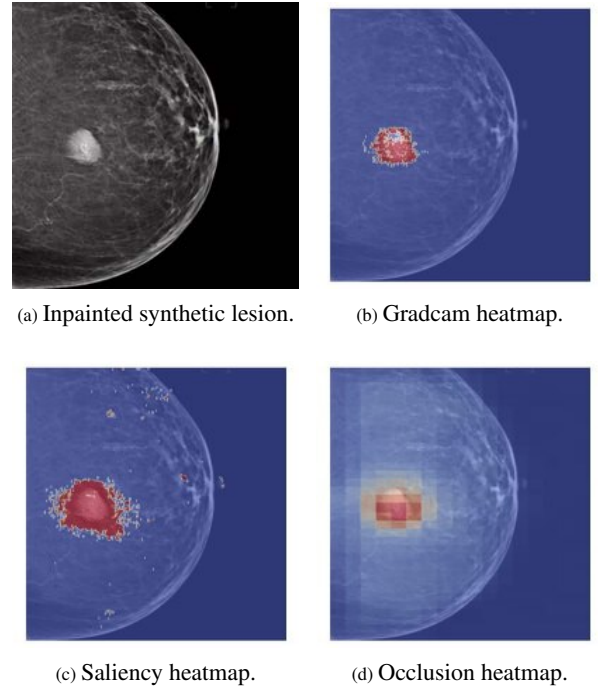 (a) Inpainted synthetic lesion.
(b) Gradcam heatmap.
(c) Saliency heatmap.
(d) Occlusion heatmap.